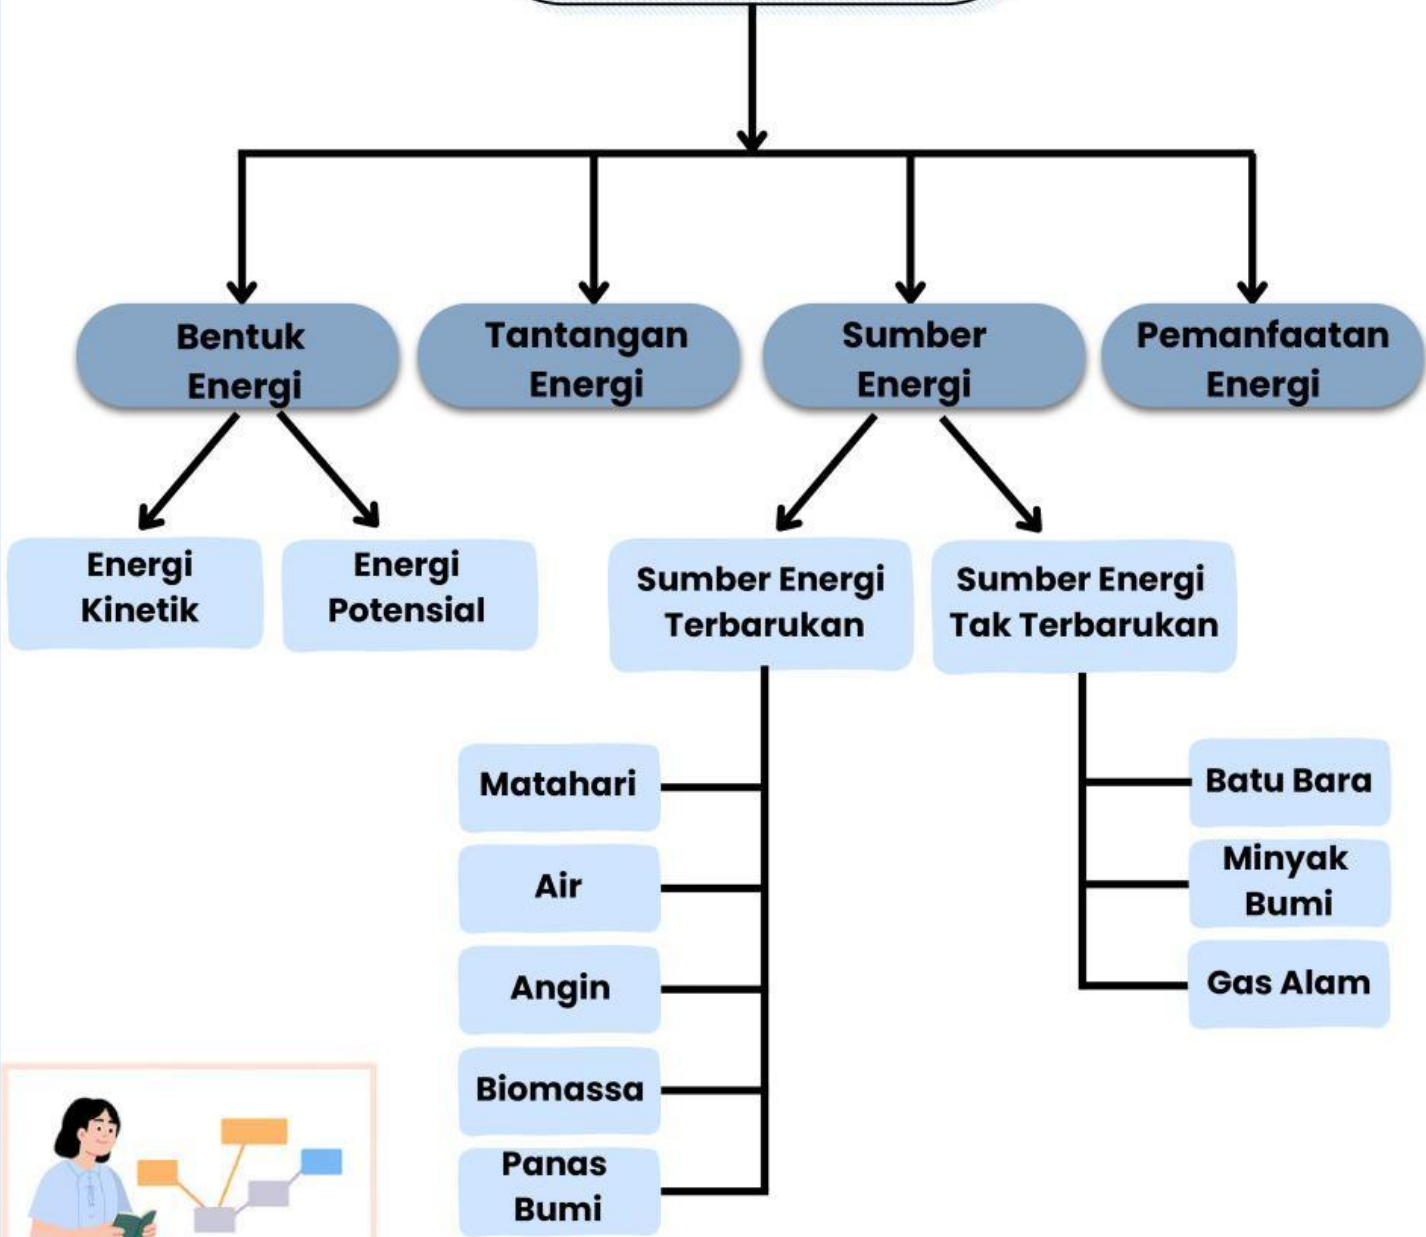 Bentuk
Energi
Tantangan
Energi
Sumber
Energi
Pemanfaatan
Energi
Energi
Kinetik
Energi
Potensial
Sumber Energi
Terbarukan
Sumber Energi
Tak Terbarukan
Matahari
Air
Angin
Biomassa
Panas
Bumi
Batu Bara
Minyak
Bumi
Gas Alam